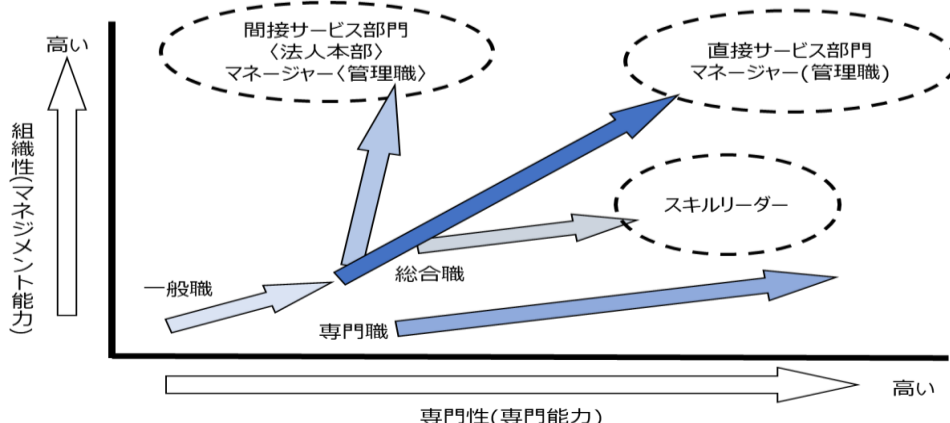 高い
間接サービス部門
〈法人本部〉
マネージャー〈管理職〉
直接サービス部門
マネージャー(管理職)
組織性(マネジメント能力)
スキルリーダー
総合職
一般職
専門職
高い
専門性(専門能力)